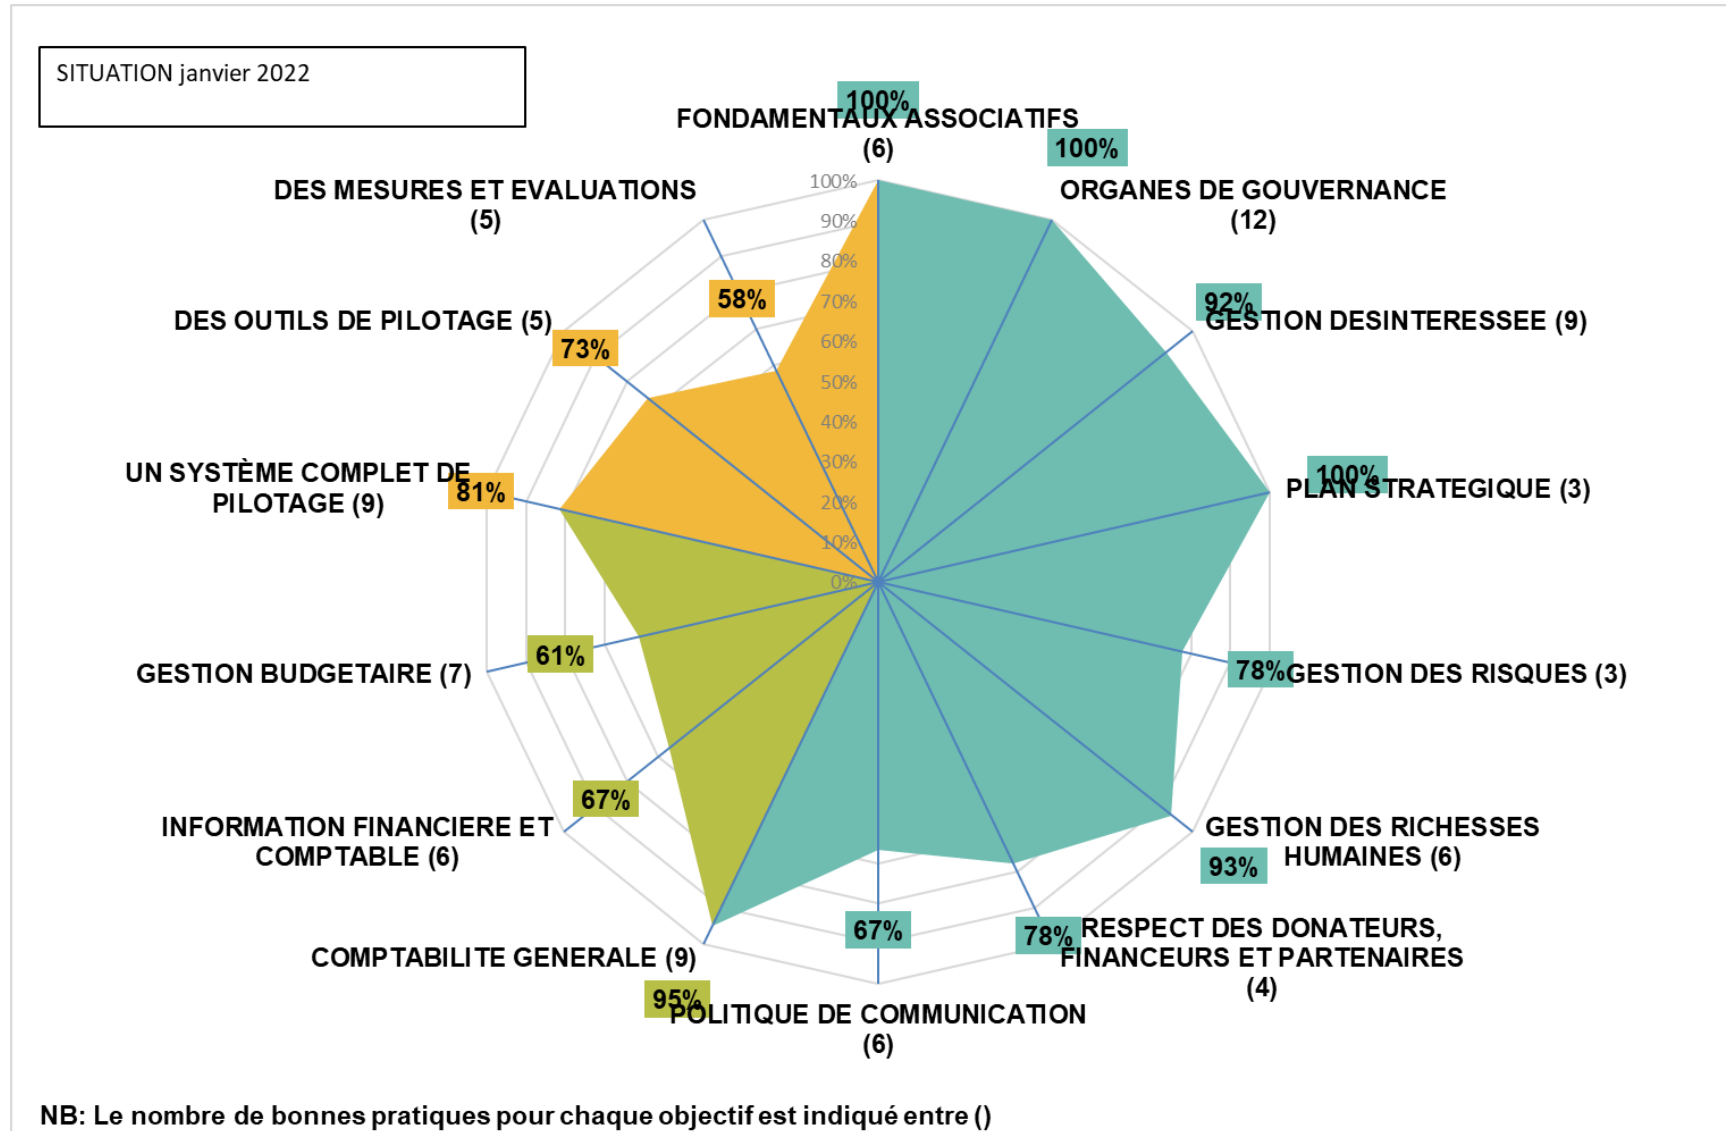 SITUATION janvier 2022
100%
FONDAMENTAUX ASSOCIATIFS
(6)
100%
ORGANES DE GOUVERNANCE
(12)
92%
GESTION DESINTERESSEE (9)
100%
PLAN STRATEGIQUE (3)
78%
GESTION DES RISQUES (3)
GESTION DES RICHESSES
HUMAINES (6)
93%
RESPECT DES DONATEURS,
78%
FINANCEURS ET PARTENAIRES
(4)
67%
POLITIQUE DE COMMUNICATION
(6)
COMPTABILITE GENERALE (9)
95%
67%
INFORMATION FINANCIERE ET
COMPTABLE (6)
61%
GESTION BUDGETAIRE (7)
UN SYSTÈME COMPLET DE
PILOTAGE (9)
81%
DES OUTILS DE PILOTAGE (5)
73%
DES MESURES ET EVALUATIONS
(5)
58%
100%
90%
80%
70%
60%
50%
40%
30%
20%
10%
0%
NB: Le nombre de bonnes pratiques pour chaque objectif est indiqué entre ()